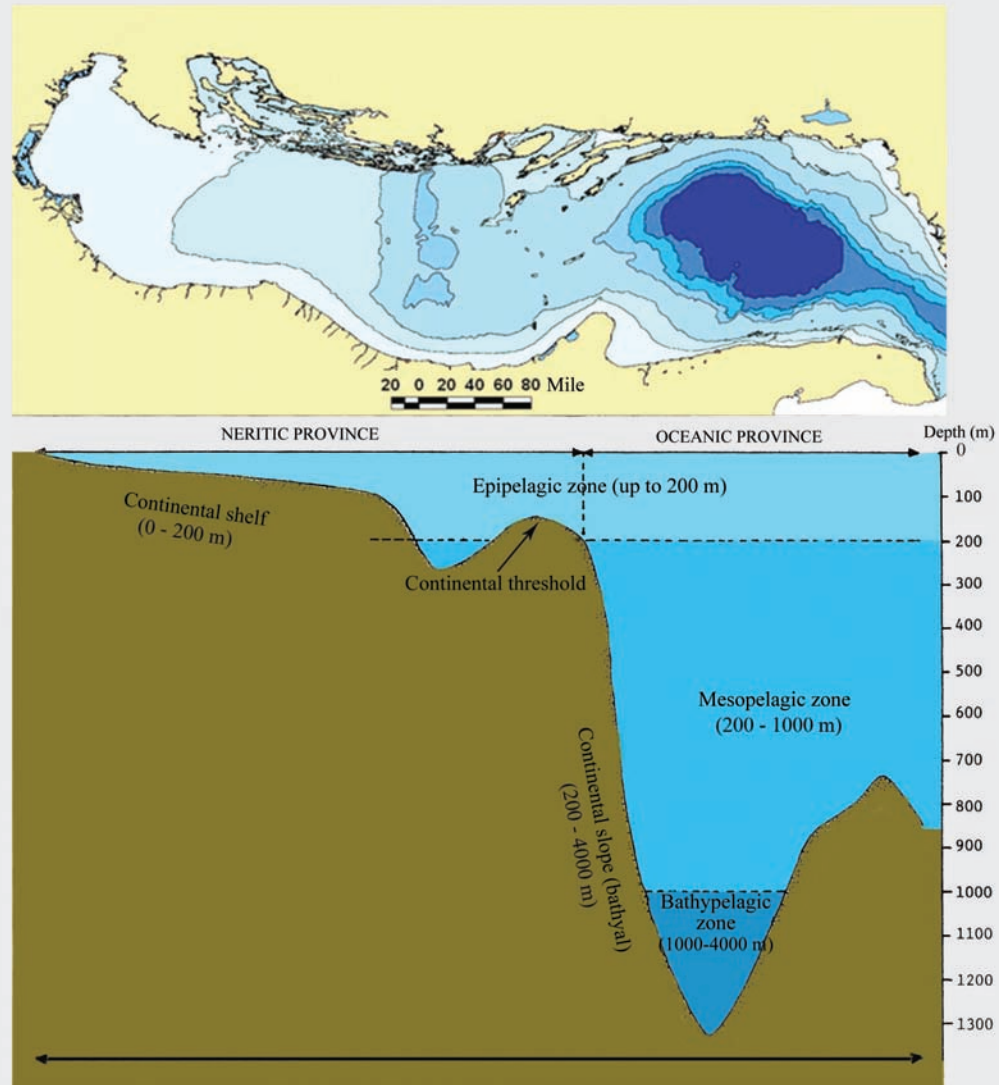 20 0 20 40 60 80 Mile
NERITIC PROVINCE
OCEANIC PROVINCE
Depth (m)
0
Epipelagic zone (up to 200 m)
Continental shelf
(0 - 200 m)
100
200
Continental threshold
300
400
500
Mesopelagic zone
(200 - 1000 m)
600
700
Continental slope (bathyal)
(200 - 4000 m)
800
900
1000
Bathypelagic
zone
(1000-4000 m)
1100
1200
1300